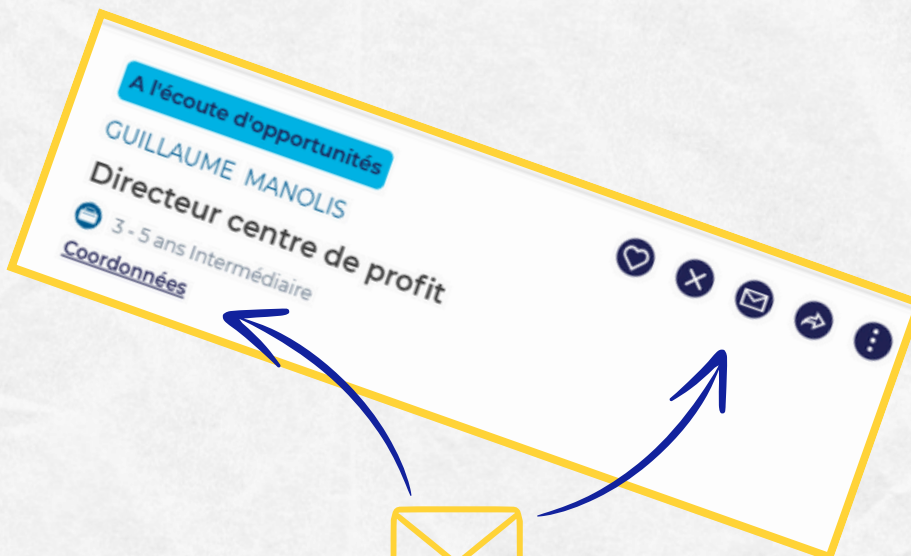 A l'écoute d'opportunités
GUILLAUME MANOLIS
Directeur centre de profit
3 - 5 ans Intermédiaire
Coordonnées